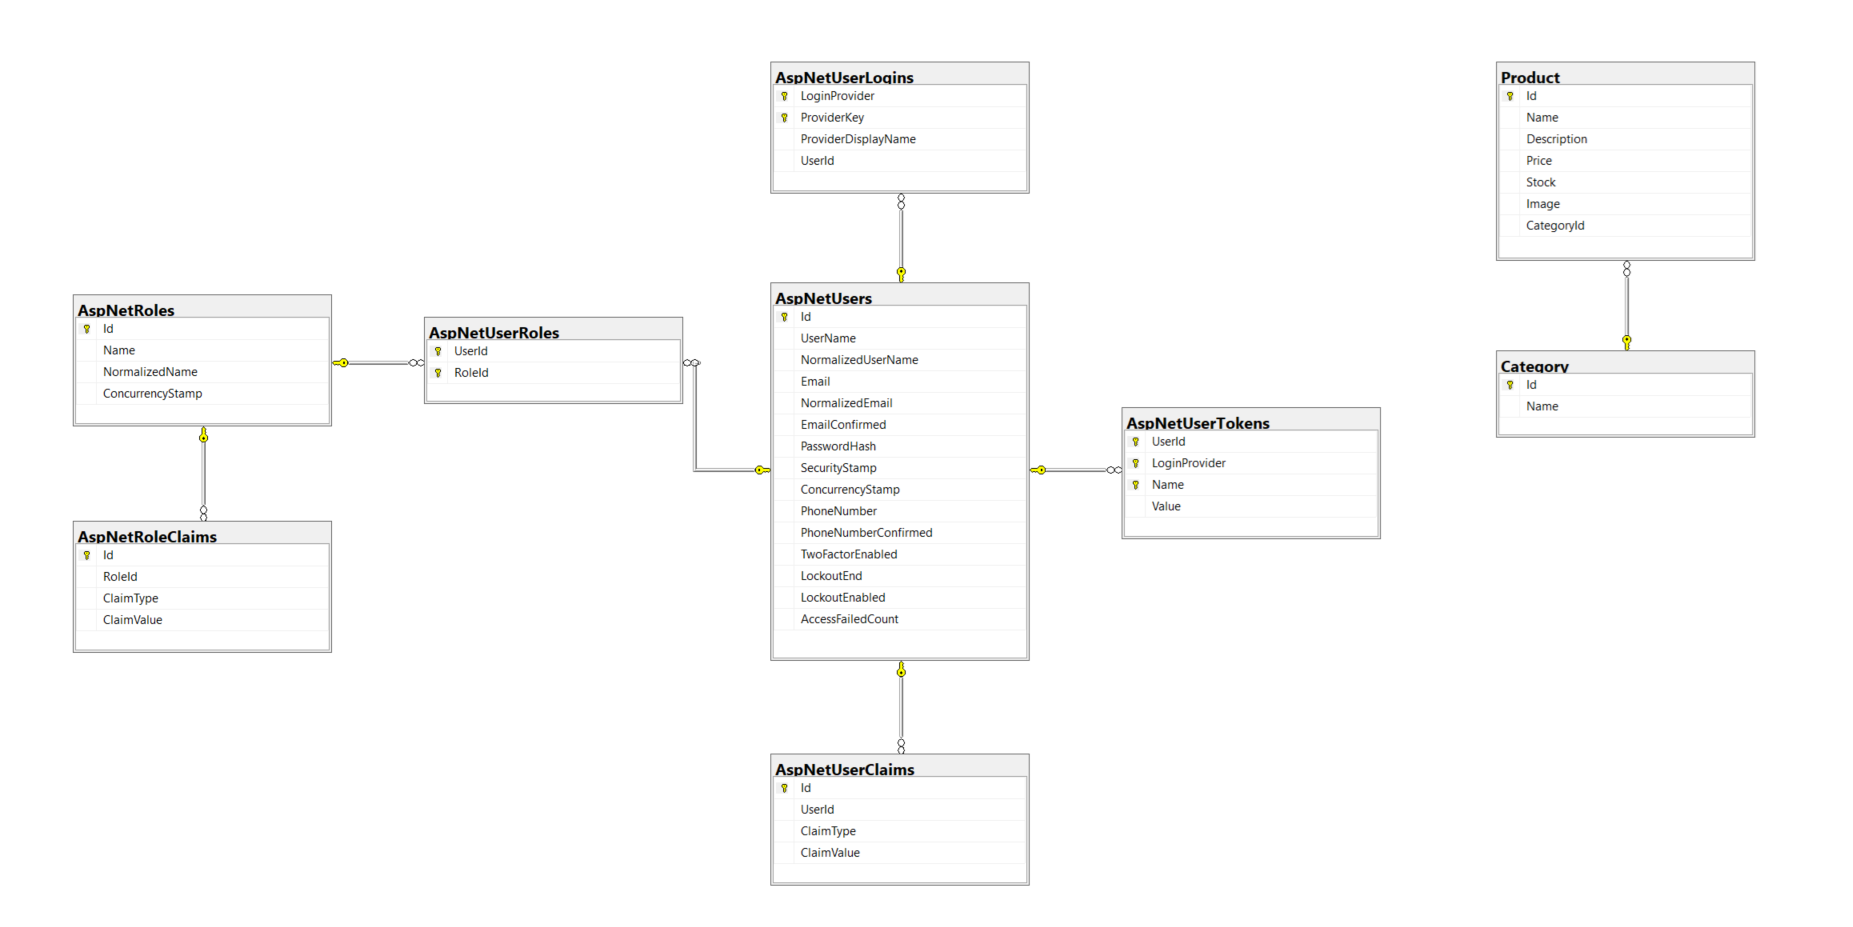 AspNetUserLogins
LoginProvider
ProviderKey
ProviderDisplayName
UserId
Product
Id
Name
Description
Price
Stock
Image
CategoryId
AspNetRoles
Id
Name
NormalizedName
ConcurrencyStamp
AspNetUserRoles
UserId
RoleId
AspNetUsers
Id
UserName
NormalizedUserName
Email
NormalizedEmail
EmailConfirmed
PasswordHash
SecurityStamp
ConcurrencyStamp
PhoneNumber
PhoneNumberConfirmed
TwoFactorEnabled
LockoutEnd
LockoutEnabled
AccessFailedCount
Category
Id
Name
AspNetUserTokens
UserId
LoginProvider
Name
Value
AspNetRoleClaims
Id
RoleId
ClaimType
ClaimValue
AspNetUserClaims
Id
UserId
ClaimType
ClaimValue